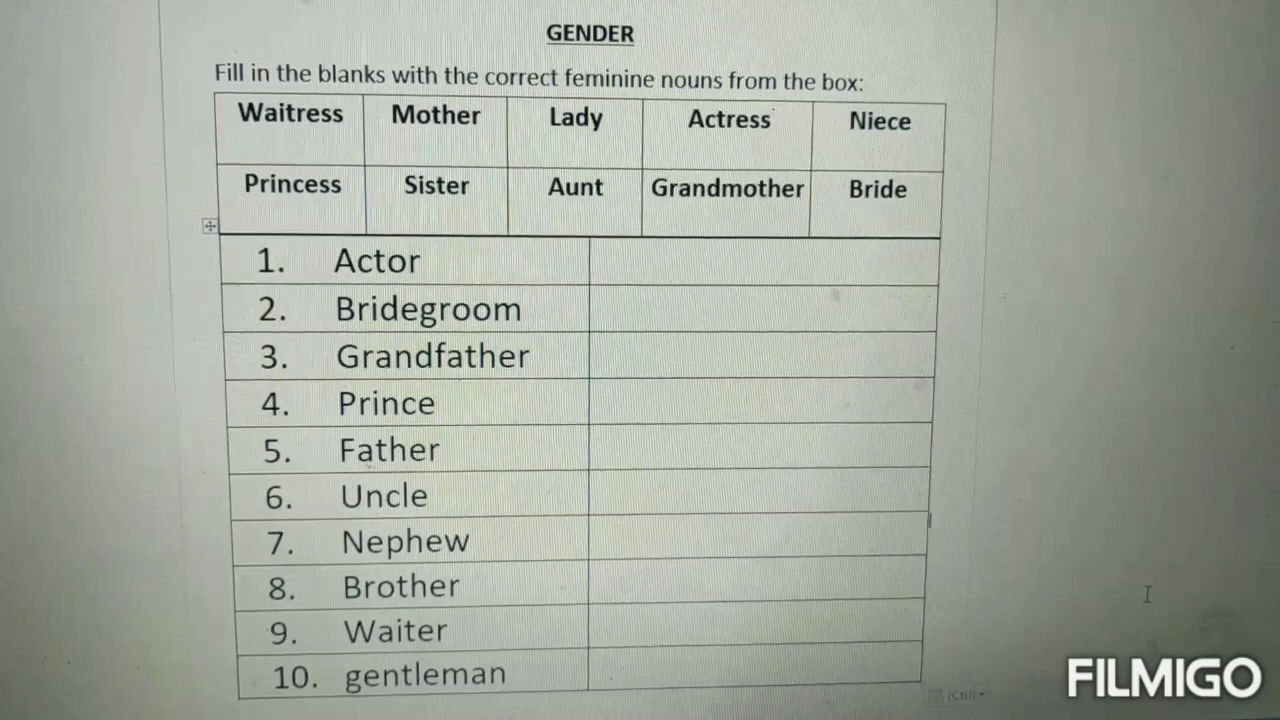 GENDER
Fill in the blanks with the correct feminine nouns from the box:
Waitress Mother Lady Actress Niece
Princess Sister Aunt Grandmother Bride
1. Actor
2. Bridegroom
3. Grandfather
4. Prince
5. Father
6. Uncle
7. Nephew
8. Brother
9. Waiter
10. gentleman
(Ctrl)
FILMIGO